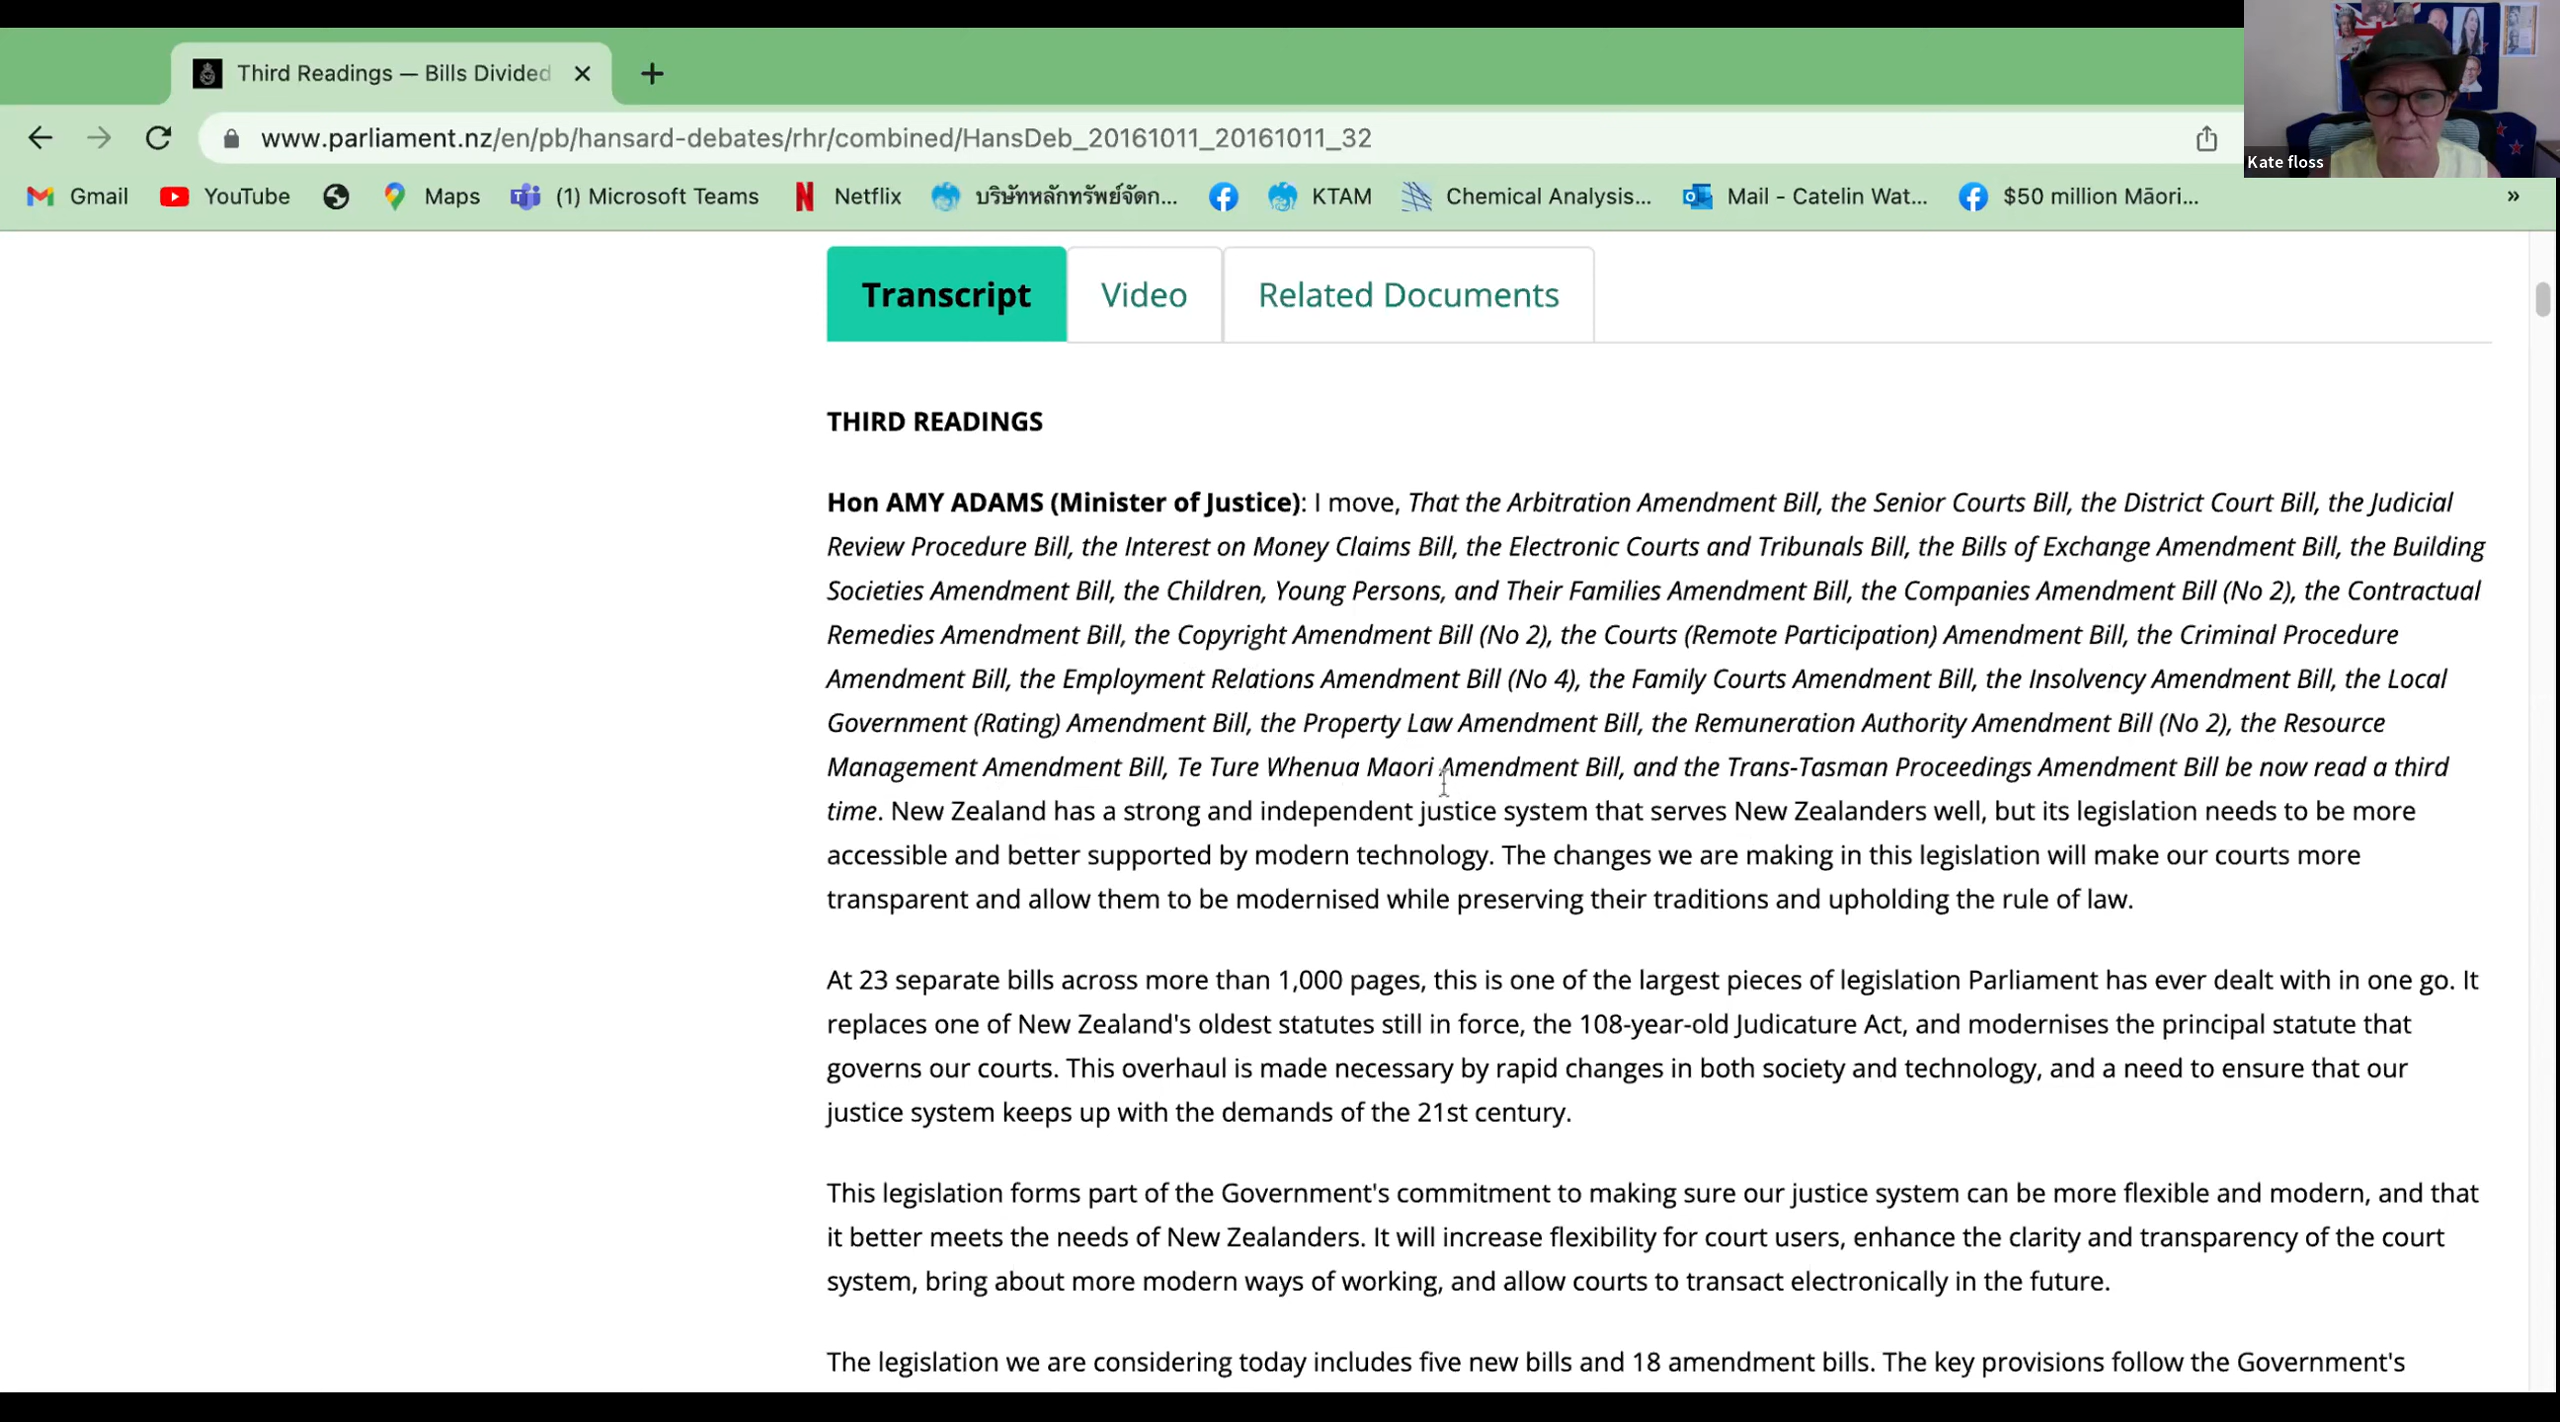 Third Readings — Bills Divided
www.parliament.nz/en/pb/hansard-debates/rhr/combined/HansDeb_20161011_20161011_32
Kate floss
Gmail
YouTube
Maps
(1) Microsoft Teams
Netflix
บริษัทหลักทรัพย์จัดก...
KTAM
Chemical Analysis...
Mail - Catelin Wat...
$50 million Māori...
»
Transcript
Video
Related Documents
THIRD READINGS
Hon AMY ADAMS (Minister of Justice): I move, That the Arbitration Amendment Bill, the Senior Courts Bill, the District Court Bill, the Judicial
Review Procedure Bill, the Interest on Money Claims Bill, the Electronic Courts and Tribunals Bill, the Bills of Exchange Amendment Bill, the Building
Societies Amendment Bill, the Children, Young Persons, and Their Families Amendment Bill, the Companies Amendment Bill (No 2), the Contractual
Remedies Amendment Bill, the Copyright Amendment Bill (No 2), the Courts (Remote Participation) Amendment Bill, the Criminal Procedure
Amendment Bill, the Employment Relations Amendment Bill (No 4), the Family Courts Amendment Bill, the Insolvency Amendment Bill, the Local
Government (Rating) Amendment Bill, the Property Law Amendment Bill, the Remuneration Authority Amendment Bill (No 2), the Resource
Management Amendment Bill, Te Ture Whenua Maori Amendment Bill, and the Trans-Tasman Proceedings Amendment Bill be now read a third
time. New Zealand has a strong and independent justice system that serves New Zealanders well, but its legislation needs to be more
accessible and better supported by modern technology. The changes we are making in this legislation will make our courts more
transparent and allow them to be modernised while preserving their traditions and upholding the rule of law.
At 23 separate bills across more than 1,000 pages, this is one of the largest pieces of legislation Parliament has ever dealt with in one go. It
replaces one of New Zealand's oldest statutes still in force, the 108-year-old Judicature Act, and modernises the principal statute that
governs our courts. This overhaul is made necessary by rapid changes in both society and technology, and a need to ensure that our
justice system keeps up with the demands of the 21st century.
This legislation forms part of the Government's commitment to making sure our justice system can be more flexible and modern, and that
it better meets the needs of New Zealanders. It will increase flexibility for court users, enhance the clarity and transparency of the court
system, bring about more modern ways of working, and allow courts to transact electronically in the future.
The legislation we are considering today includes five new bills and 18 amendment bills. The key provisions follow the Government's